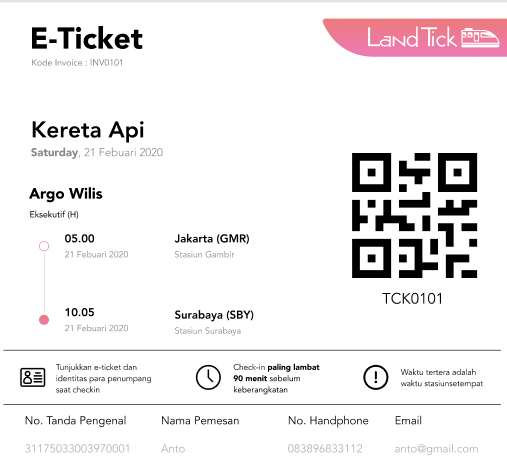 E-Ticket
Kode Invoice : INV0101
Land Tick
Kereta Api
Saturday, 21 Febuari 2020
Argo Wilis
Eksekutif (H)
05.00
21 Febuari 2020
Jakarta (GMR)
Stasiun Gambir
10.05
21 Febuari 2020
Surabaya (SBY)
Stasiun Surabaya
TCK0101
Tunjukkan e-ticket dan
identitas para penumpang
saat checkin
Check-in paling lambat
90 menit sebelum
keberangkatan
Waktu tertera adalah
waktu stasiunsetempat
No. Tanda Pengenal
Nama Pemesan
No. Handphone
Email
31175033003970001
Anto
083896833112
anto@gmail.com